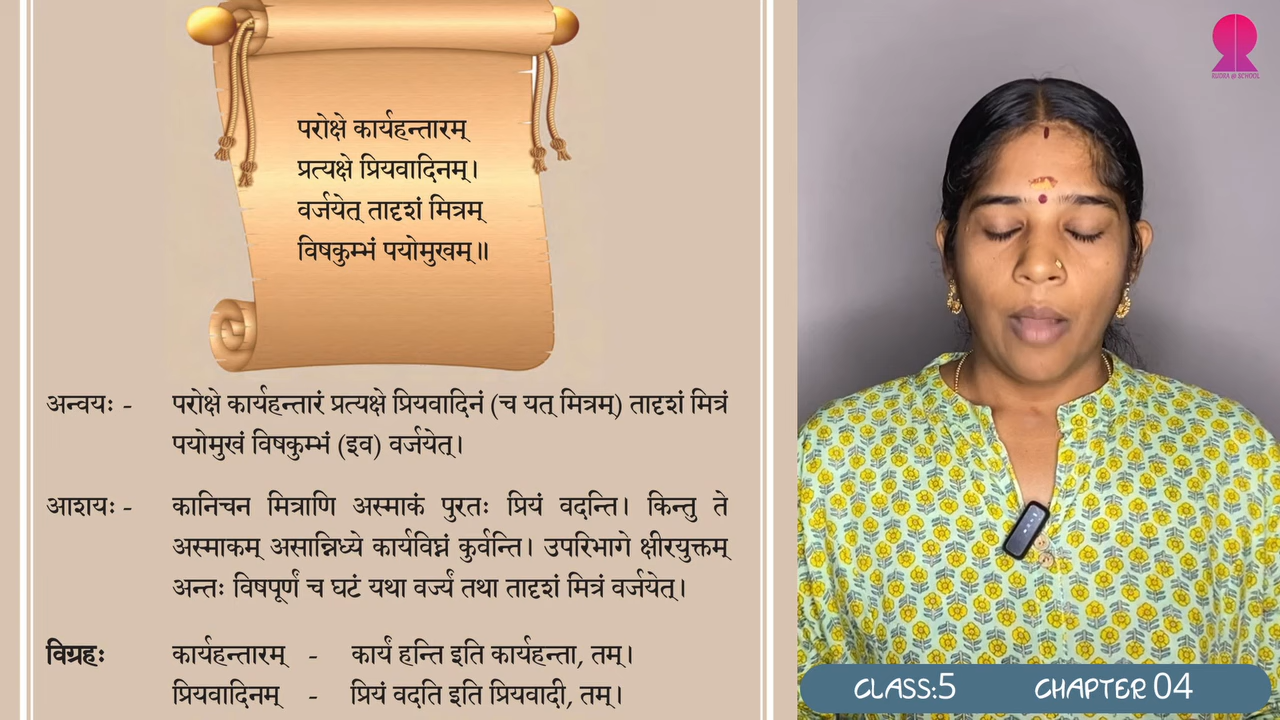 परोक्षे कार्यहन्तारम्
प्रत्यक्षे प्रियवादिनम्।
वर्जयेत् तादृशं मित्रम्
विषकुम्भं पयोमुखम्॥
अन्वयः - परोक्षे कार्यहन्तारं प्रत्यक्षे प्रियवादिनं (च यत् मित्रम्) तादृशं मित्रं
पयोमुखं विषकुम्भं (इव) वर्जयेत्।
आशयः - कानिचन मित्राणि अस्माकं पुरतः प्रियं वदन्ति। किन्तु ते
अस्माकम् असान्निध्ये कार्यविघ्नं कुर्वन्ति। उपरिभागे क्षीरयुक्तम्
अन्तः विषपूर्णं च घटं यथा वर्ज्यं तथा तादृशं मित्रं वर्जयेत्।
विग्रहः कार्यहन्तारम् - कार्यं हन्ति इति कार्यहन्ता, तम्।
प्रियवादिनम् - प्रियं वदति इति प्रियवादी, तम्।
RUDRA @ SCHOOL
CLASS:5 CHAPTER 04